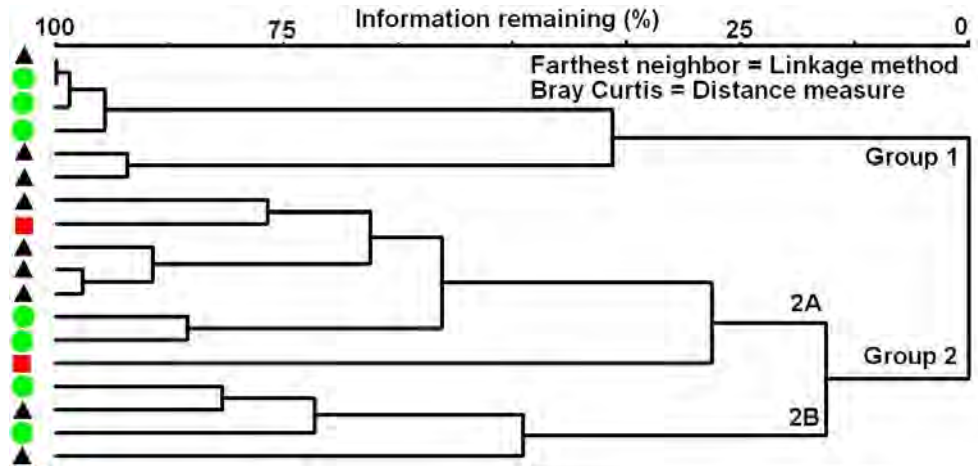 Information remaining (%)
100 75 25 0
Farthest neighbor = Linkage method
Bray Curtis = Distance measure
Group 1
2A
Group 2
2B